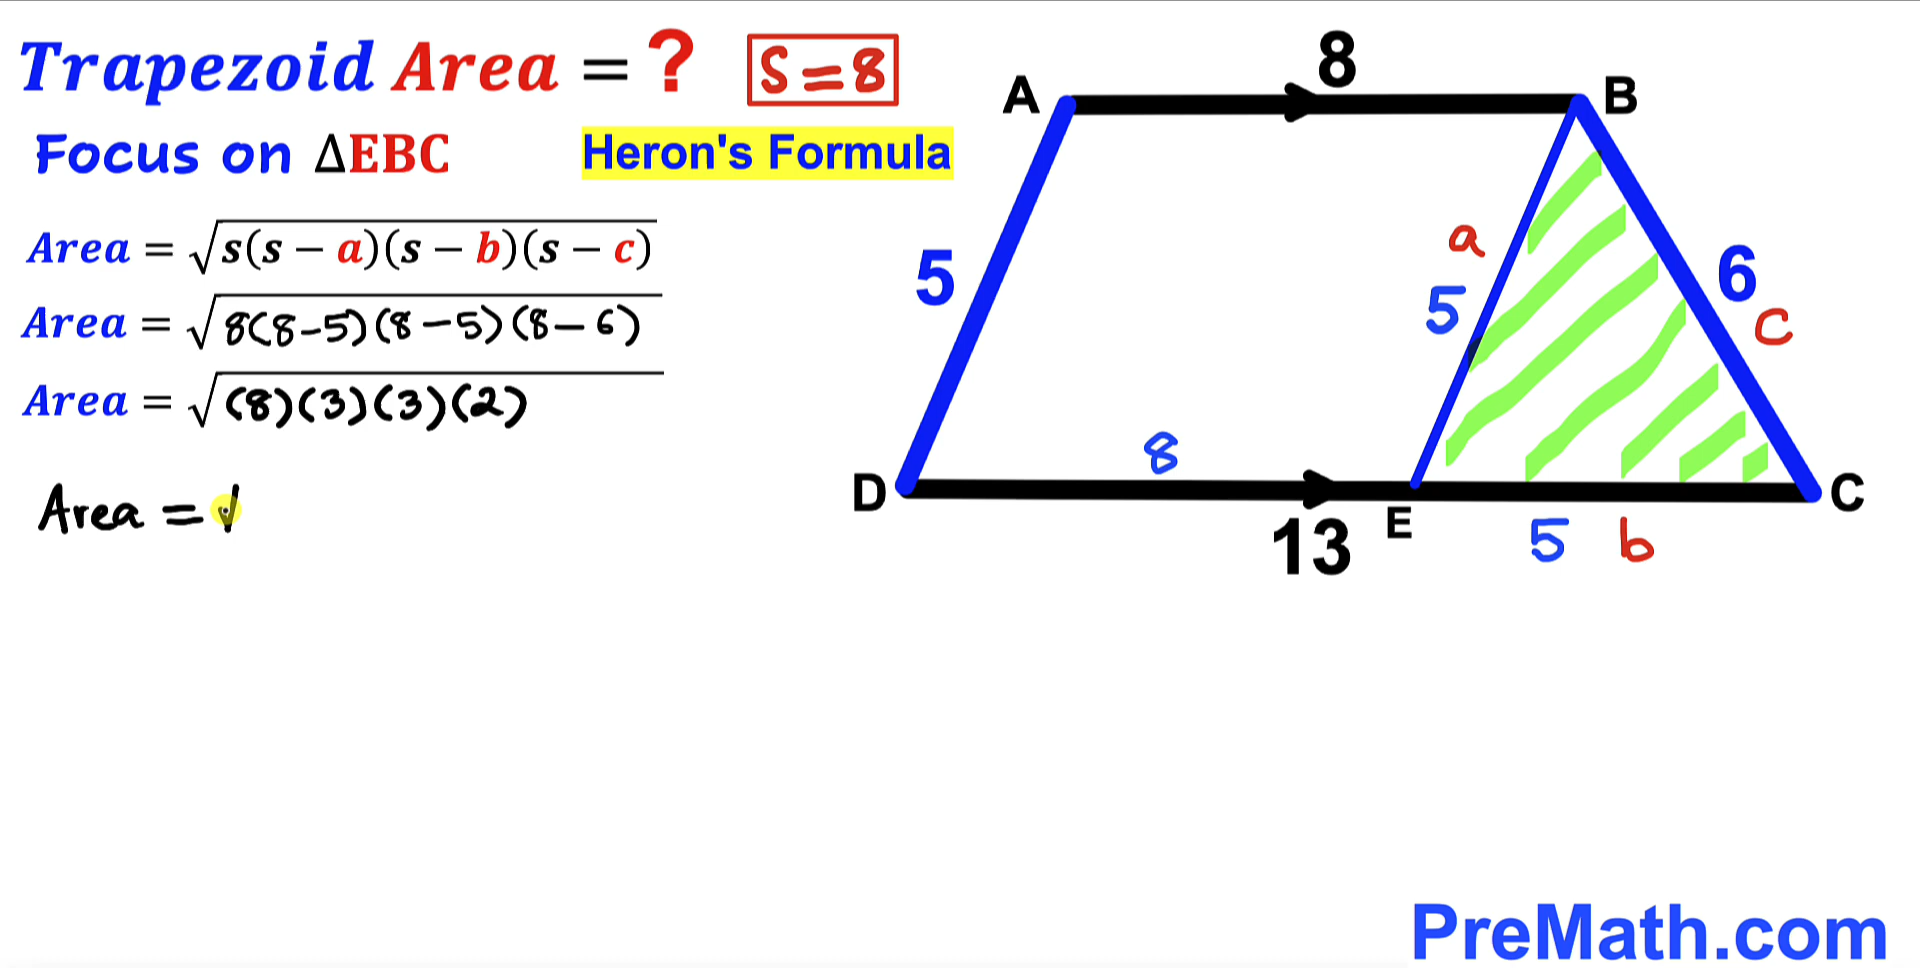 Trapezoid Area = ? S=8
Focus on ΔEBC Heron's Formula
Area = √s(s − a)(s − b)(s − c)
Area = √8(8-5)(8-5)(8-6)
Area = √(8)(3)(3)(2)
Area = √
8
A
B
5
a
5
6
c
8
D
C
13
E
5
b
PreMath.com